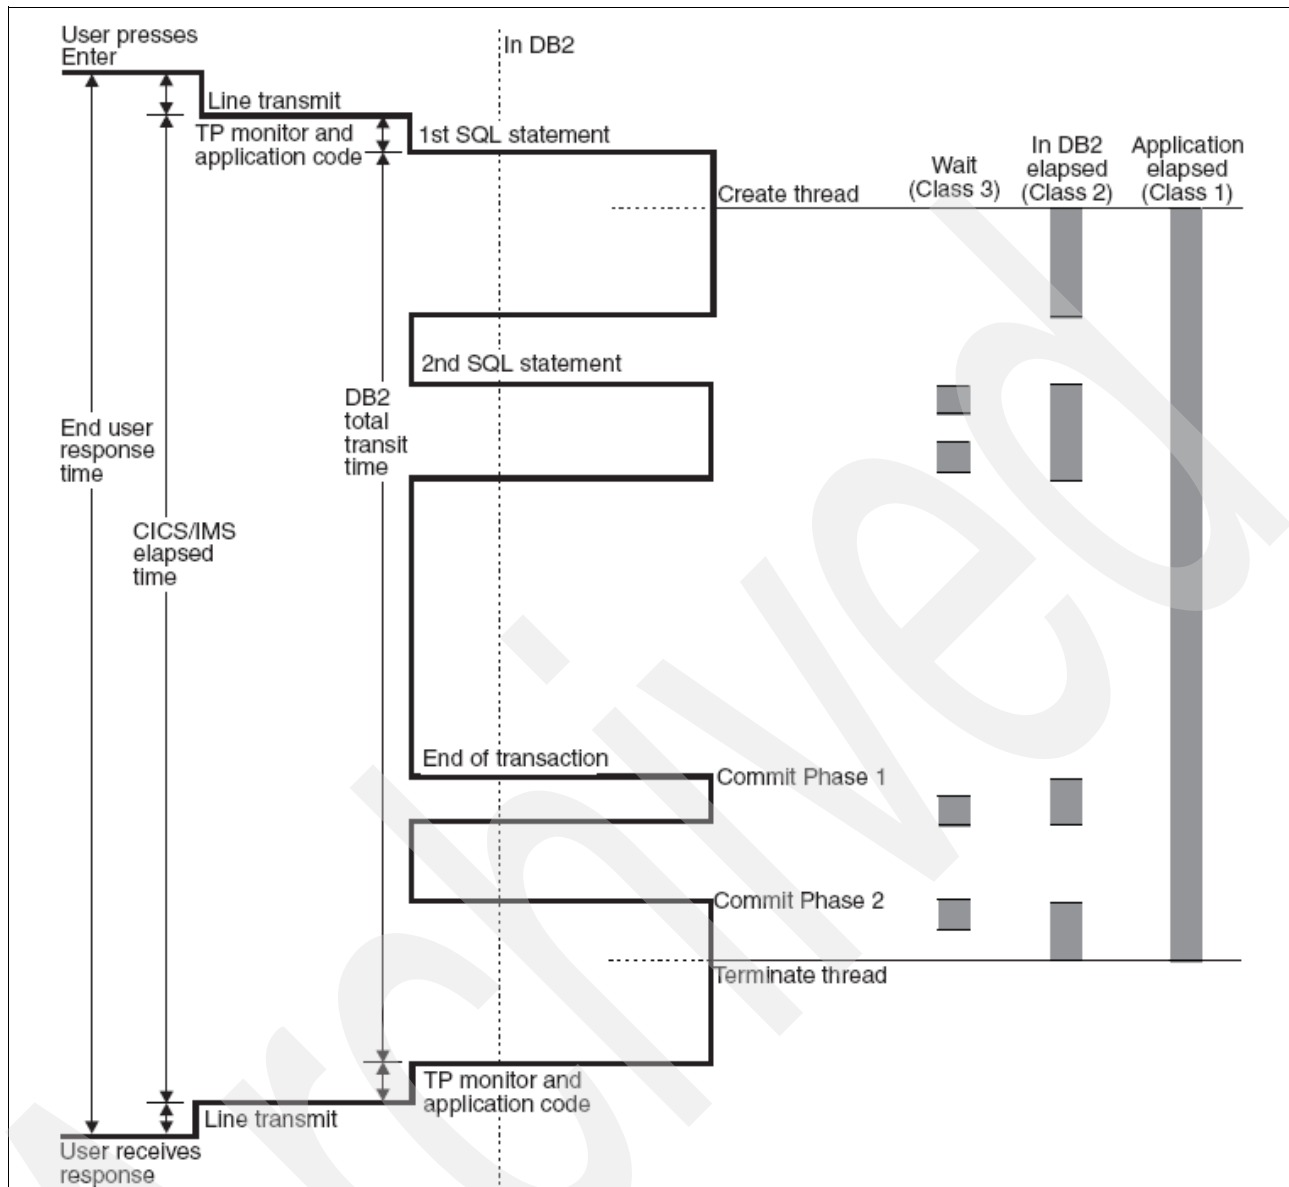 User presses
Enter
In DB2
Line transmit
TP monitor and
application code
1st SQL statement
Wait
(Class 3)
In DB2
elapsed
(Class 2)
Application
elapsed
(Class 1)
Create thread
2nd SQL statement
DB2
total
transit
time
End user
response
time
CICS/IMS
elapsed
time
End of transaction
Commit Phase 1
Commit Phase 2
Terminate thread
TP monitor and
application code
Line transmit
User receives
response
Archived